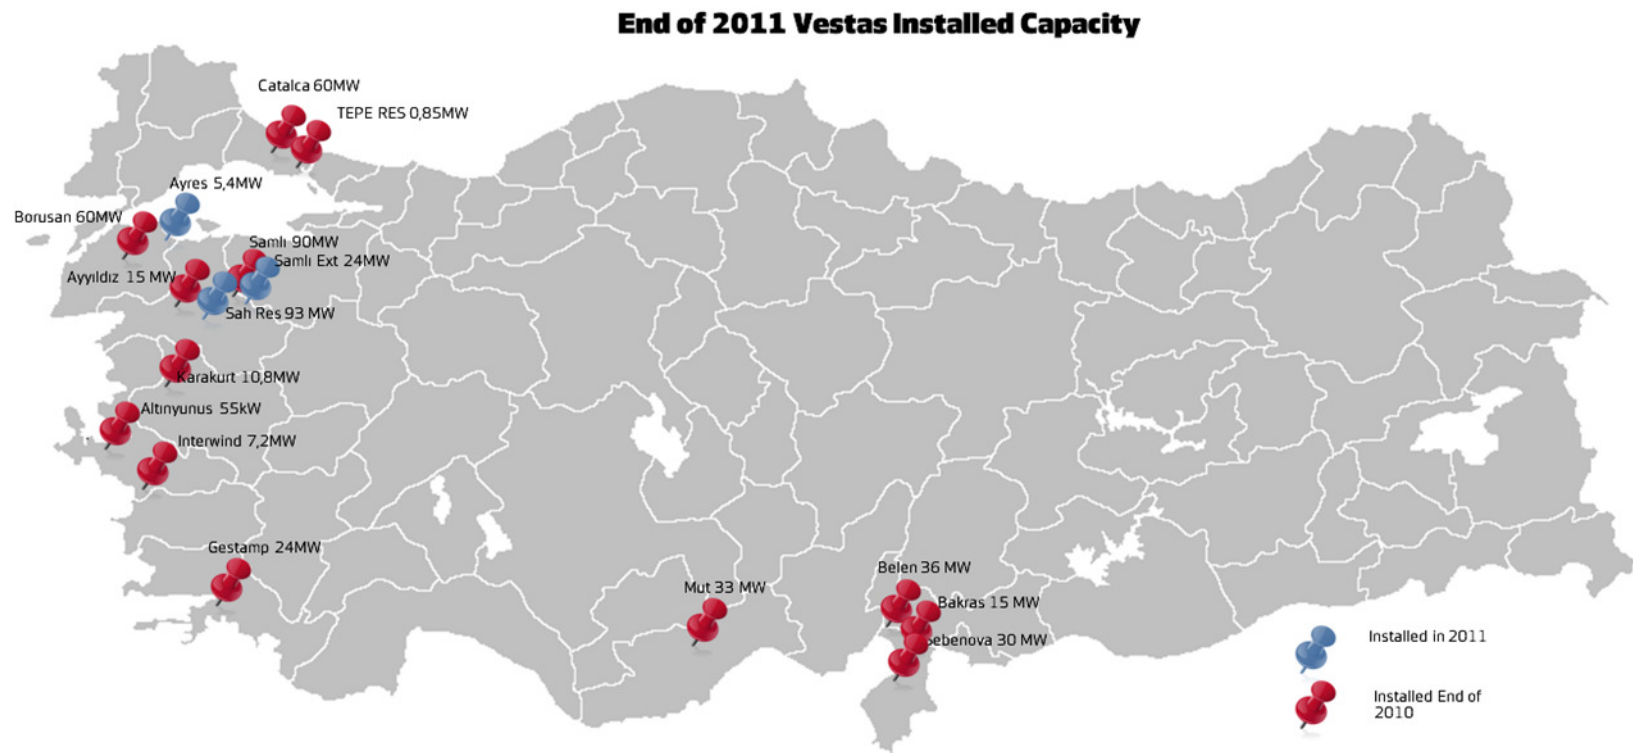 End of 2011 Vestas Installed Capacity
Catalca 60MW
TEPE RES 0,85MW
Ayres 5,4MW
Borusan 60MW
Samlı 90MW
Samlı Ext 24MW
Ayyıldız 15 MW
Sah Res 93 MW
Karakurt 10,8MW
Altınyunus 55kW
Interwind 7,2MW
Gestamp 24MW
Mut 33 MW
Belen 36 MW
Bakras 15 MW
Sebenova 30 MW
Installed in 2011
Installed End of
2010